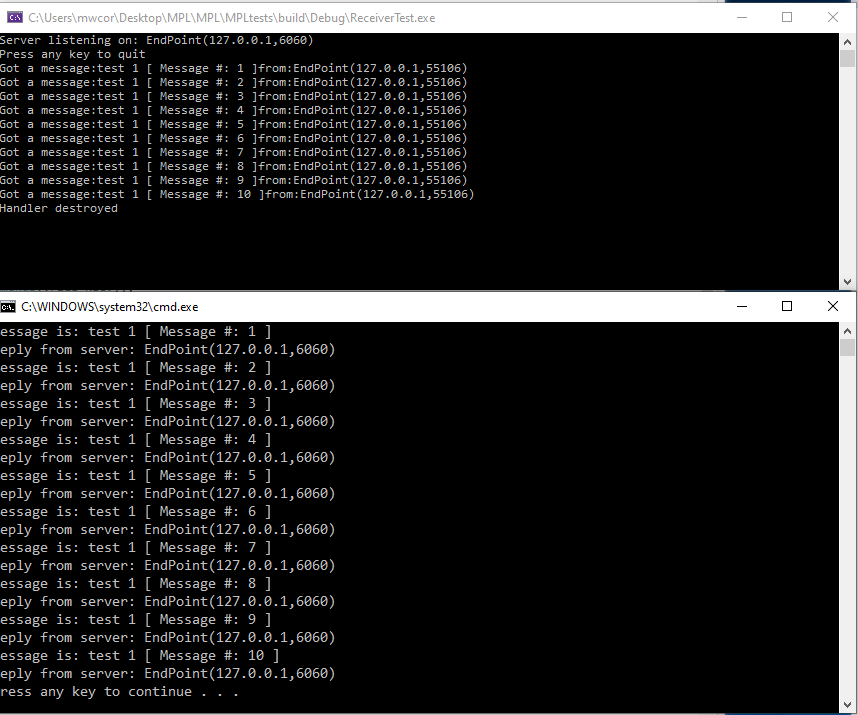 C:\Users\mwcor\Desktop\MPL\MPL\MPLtests\build\Debug\ReceiverTest.exe
Server listening on: EndPoint(127.0.0.1,6060)
Press any key to quit
Got a message:test 1 [ Message #: 1 ]from:EndPoint(127.0.0.1,55106)
Got a message:test 1 [ Message #: 2 ]from:EndPoint(127.0.0.1,55106)
Got a message:test 1 [ Message #: 3 ]from:EndPoint(127.0.0.1,55106)
Got a message:test 1 [ Message #: 4 ]from:EndPoint(127.0.0.1,55106)
Got a message:test 1 [ Message #: 5 ]from:EndPoint(127.0.0.1,55106)
Got a message:test 1 [ Message #: 6 ]from:EndPoint(127.0.0.1,55106)
Got a message:test 1 [ Message #: 7 ]from:EndPoint(127.0.0.1,55106)
Got a message:test 1 [ Message #: 8 ]from:EndPoint(127.0.0.1,55106)
Got a message:test 1 [ Message #: 9 ]from:EndPoint(127.0.0.1,55106)
Got a message:test 1 [ Message #: 10 ]from:EndPoint(127.0.0.1,55106)
Handler destroyed
C:\WINDOWS\system32\cmd.exe
essage is: test 1 [ Message #: 1 ]
eply from server: EndPoint(127.0.0.1,6060)
essage is: test 1 [ Message #: 2 ]
eply from server: EndPoint(127.0.0.1,6060)
essage is: test 1 [ Message #: 3 ]
eply from server: EndPoint(127.0.0.1,6060)
essage is: test 1 [ Message #: 4 ]
eply from server: EndPoint(127.0.0.1,6060)
essage is: test 1 [ Message #: 5 ]
eply from server: EndPoint(127.0.0.1,6060)
essage is: test 1 [ Message #: 6 ]
eply from server: EndPoint(127.0.0.1,6060)
essage is: test 1 [ Message #: 7 ]
eply from server: EndPoint(127.0.0.1,6060)
essage is: test 1 [ Message #: 8 ]
eply from server: EndPoint(127.0.0.1,6060)
essage is: test 1 [ Message #: 9 ]
eply from server: EndPoint(127.0.0.1,6060)
essage is: test 1 [ Message #: 10 ]
eply from server: EndPoint(127.0.0.1,6060)
ress any key to continue . . .